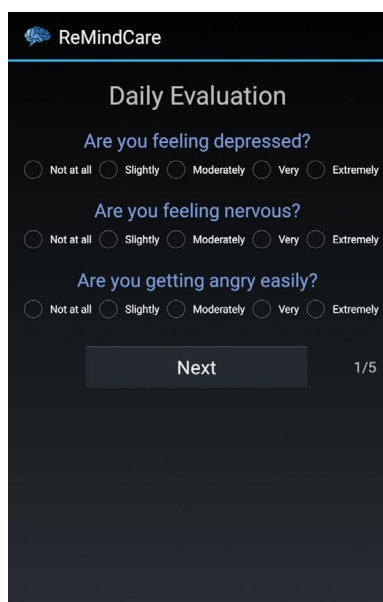 ReMindCare
Daily Evaluation
Are you feeling depressed?
Not at all Slightly Moderately Very Extremely
Are you feeling nervous?
Not at all Slightly Moderately Very Extremely
Are you getting angry easily?
Not at all Slightly Moderately Very Extremely
Next 1/5